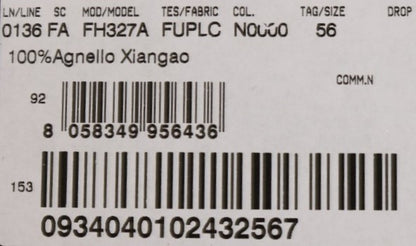 LN/LINE SC MOD/MODEL TES/FABRIC COL. TAG/SIZE DROP
0136 FA FH327A FUPLC N0000 56
100%Agnello Xiangao
COMM.N
92
8 058349 956436
153
0934040102432567